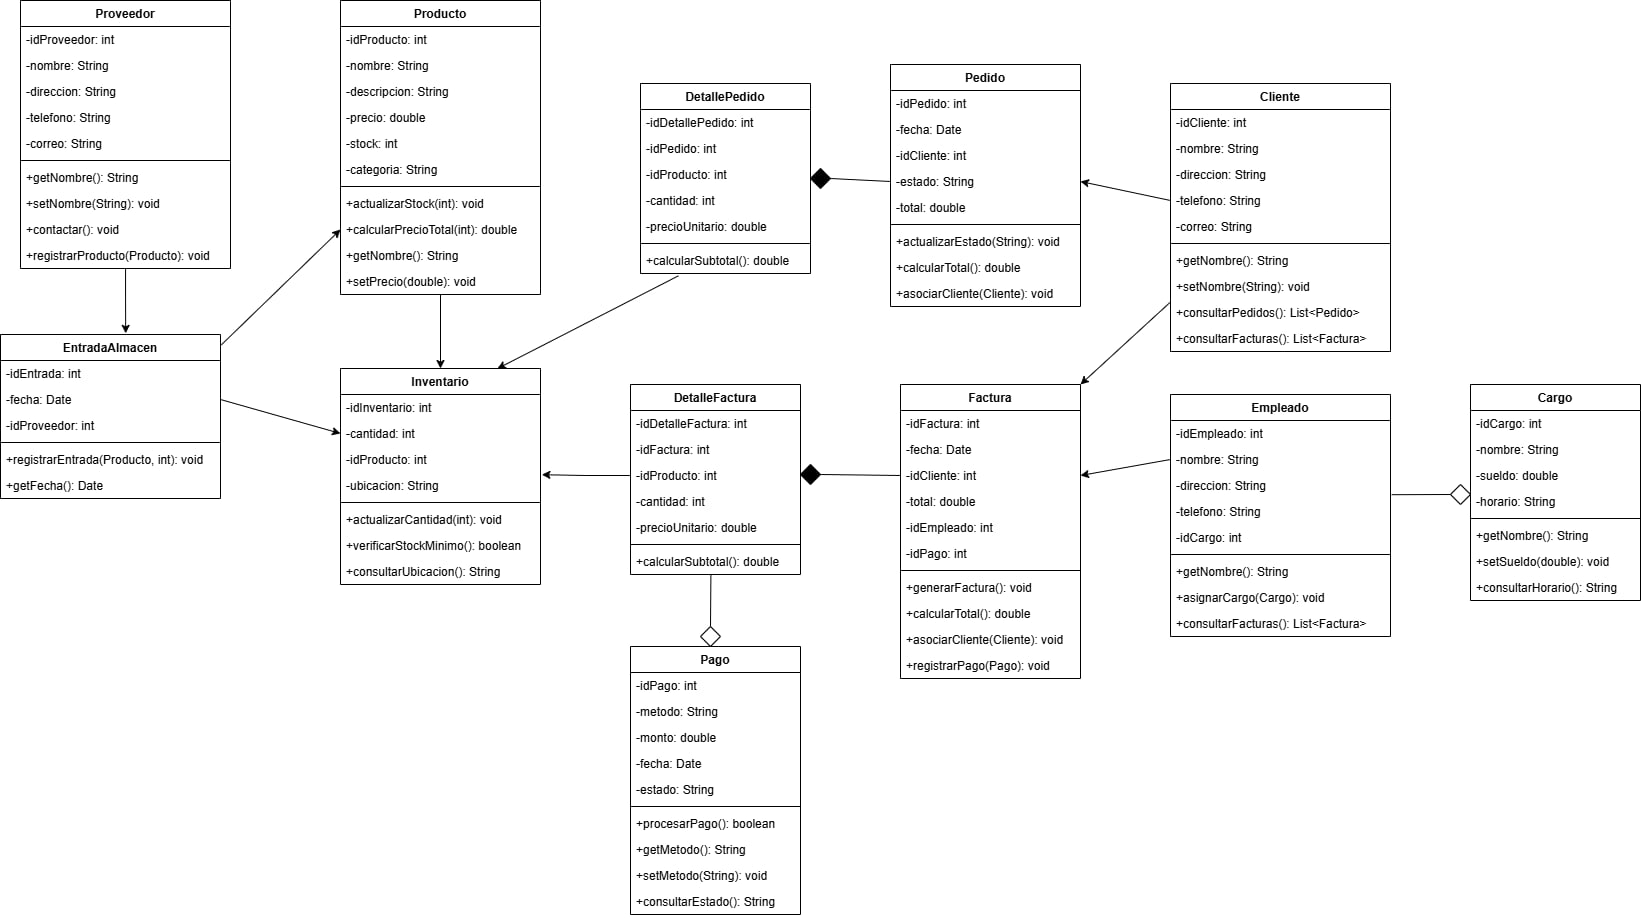 Proveedor
-idProveedor: int
-nombre: String
-direccion: String
-telefono: String
-correo: String
+getNombre(): String
+setNombre(String): void
+contactar(): void
+registrarProducto(Producto): void
Producto
-idProducto: int
-nombre: String
-descripcion: String
-precio: double
-stock: int
-categoria: String
+actualizarStock(int): void
+calcularPrecioTotal(int): double
+getNombre(): String
+setPrecio(double): void
DetallePedido
-idDetallePedido: int
-idPedido: int
-idProducto: int
-cantidad: int
-precioUnitario: double
+calcularSubtotal(): double
Pedido
-idPedido: int
-fecha: Date
-idCliente: int
-estado: String
-total: double
+actualizarEstado(String): void
+calcularTotal(): double
+asociarCliente(Cliente): void
Cliente
-idCliente: int
-nombre: String
-direccion: String
-telefono: String
-correo: String
+getNombre(): String
+setNombre(String): void
+consultarPedidos(): List<Pedido>
+consultarFacturas(): List<Factura>
EntradaAlmacen
-idEntrada: int
-fecha: Date
-idProveedor: int
+registrarEntrada(Producto, int): void
+getFecha(): Date
Inventario
-idInventario: int
-cantidad: int
-idProducto: int
-ubicacion: String
+actualizarCantidad(int): void
+verificarStockMinimo(): boolean
+consultarUbicacion(): String
DetalleFactura
-idDetalleFactura: int
-idFactura: int
-idProducto: int
-cantidad: int
-precioUnitario: double
+calcularSubtotal(): double
Factura
-idFactura: int
-fecha: Date
-idCliente: int
-total: double
-idEmpleado: int
-idPago: int
+generarFactura(): void
+calcularTotal(): double
+asociarCliente(Cliente): void
+registrarPago(Pago): void
Empleado
-idEmpleado: int
-nombre: String
-direccion: String
-telefono: String
-idCargo: int
+getNombre(): String
+asignarCargo(Cargo): void
+consultarFacturas(): List<Factura>
Cargo
-idCargo: int
-nombre: String
-sueldo: double
-horario: String
+getNombre(): String
+setSueldo(double): void
+consultarHorario(): String
Pago
-idPago: int
-metodo: String
-monto: double
-fecha: Date
-estado: String
+procesarPago(): boolean
+getMetodo(): String
+setMetodo(String): void
+consultarEstado(): String